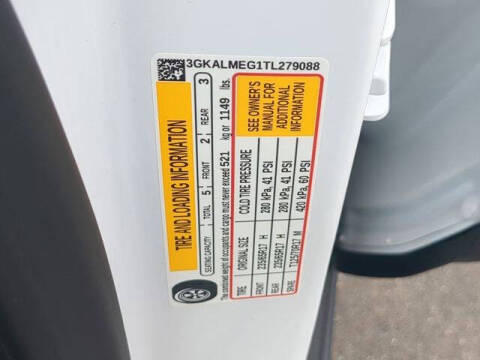 3GKALMEG1TL279088
TIRE AND LOADING INFORMATION
SEATING CAPACITY TOTAL 5 FRONT 2 REAR 3
The combined weight of occupants and cargo must never exceed 521 kg or 1149 lbs.
TIRE ORIGINAL SIZE COLD TIRE PRESSURE
FRONT 235/65R17 H 280 kPa, 41 PSI
REAR 235/65R17 H 280 kPa, 41 PSI
SPARE T125/70R17 M 420 kPa, 60 PSI
SEE OWNER'S
MANUAL FOR
ADDITIONAL
INFORMATION